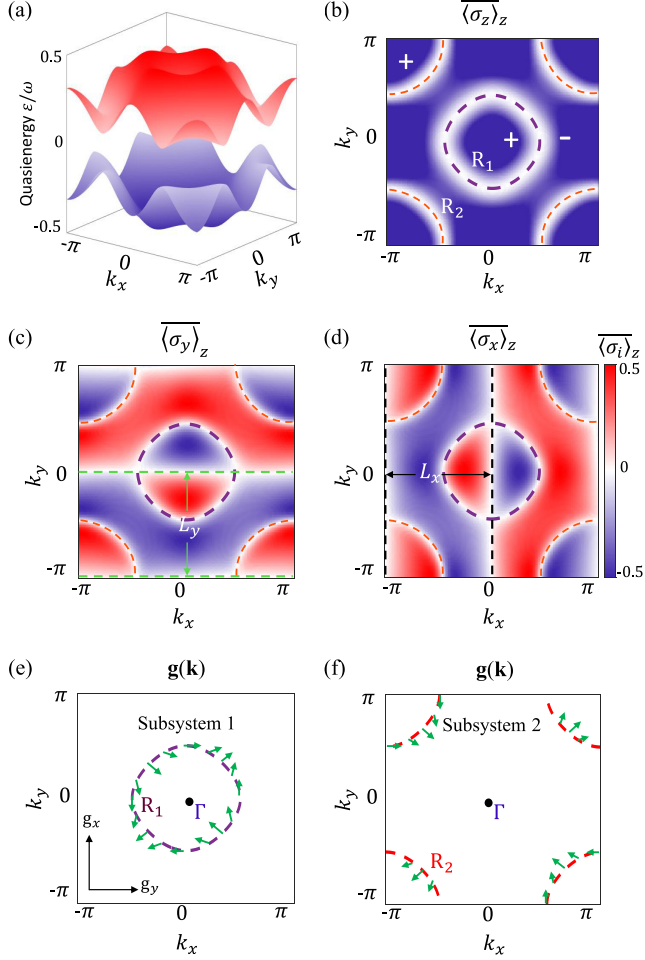 (a)
Quasienergy ε/ω
0.5
0
-0.5
-π
0
π
k_x
-π
0
π
k_y
(b)
⟨σ_z⟩_z
π
k_y
0
-π
+
+
-
R_1
R_2
-π
0
π
k_x
(c)
⟨σ_y⟩_z
π
k_y
0
-π
L_y
-π
0
π
k_x
(d)
⟨σ_x⟩_z
π
k_y
0
-π
L_x
-π
0
π
k_x
⟨σ_i⟩_z
0.5
0
-0.5
(e)
g(k)
π
Subsystem 1
k_y
0
R_1
Γ
g_x
g_y
-π
-π
0
π
k_x
(f)
g(k)
π
Subsystem 2
k_y
0
Γ
R_2
-π
-π
0
π
k_x